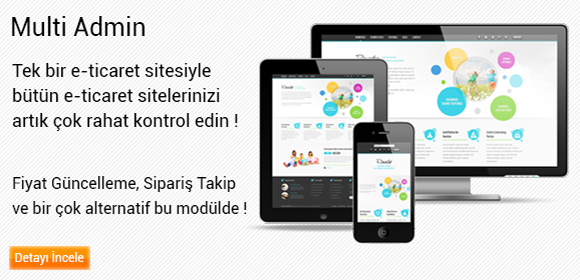 Multi Admin
Tek bir e-ticaret sitesiyle
bütün e-ticaret sitelerinizi
artık çok rahat kontrol edin !
Fiyat Güncelleme, Sipariş Takip
ve bir çok alternatif bu modülde !
Detayı İncele